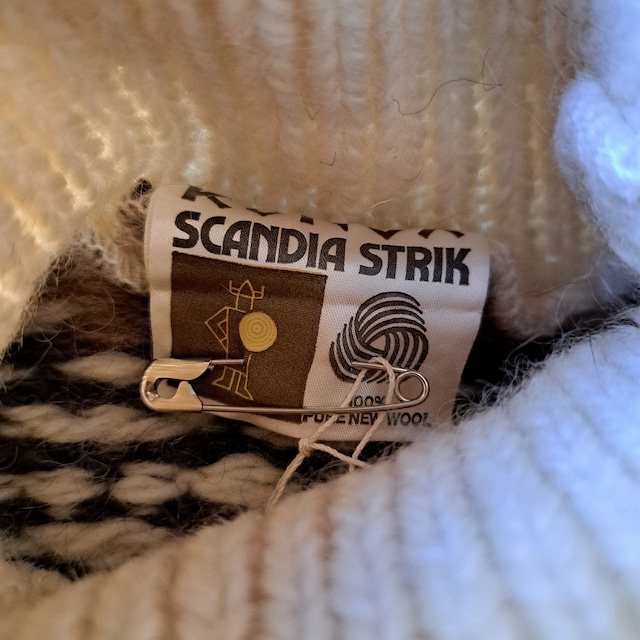 SCANDIA STRIK
100%
PURE NEW WOOL